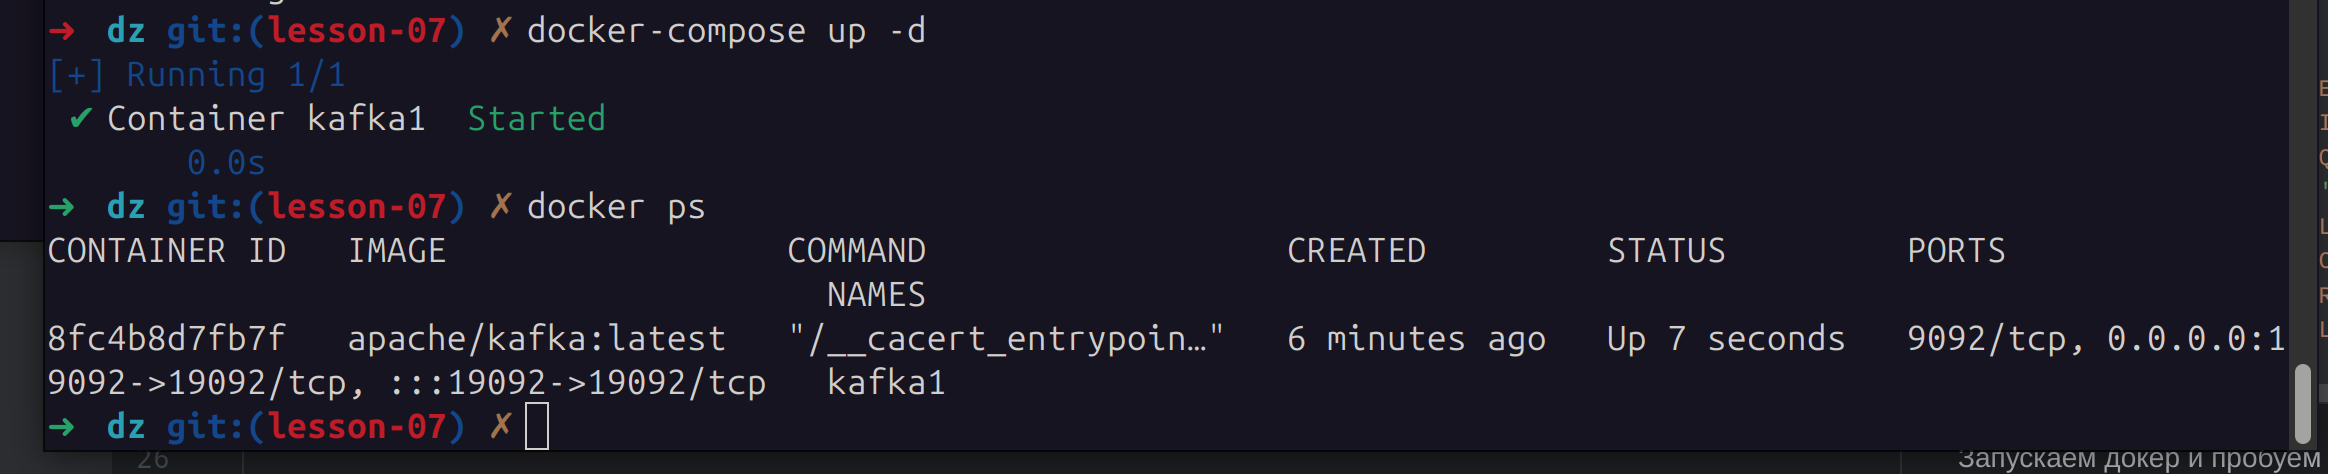 ➜ dz git:(lesson-07) ✗ docker-compose up -d
[+] Running 1/1
✔ Container kafka1 Started
0.0s
➜ dz git:(lesson-07) ✗ docker ps
CONTAINER ID IMAGE COMMAND CREATED STATUS PORTS
NAMES
8fc4b8d7fb7f apache/kafka:latest "/__cacert_entrypoin…" 6 minutes ago Up 7 seconds 9092/tcp, 0.0.0.0:1
9092->19092/tcp, :::19092->19092/tcp kafka1
➜ dz git:(lesson-07) ✗
26
Запускаем докер и пробуем